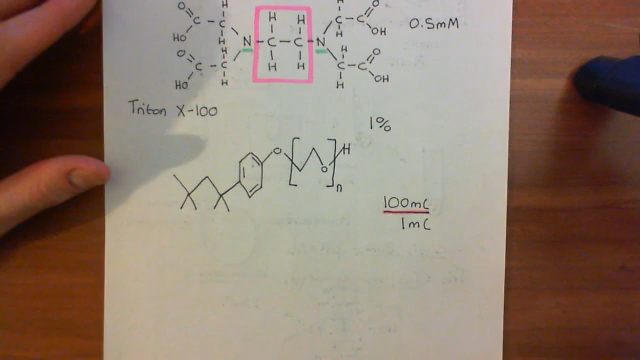 O H H O
C C H H C C
HO H OH
N C C N
O H H H H O
C C C C
HO H H OH
0.5mM
Triton X-100
1%
O
H
O
n
100ml
1ml